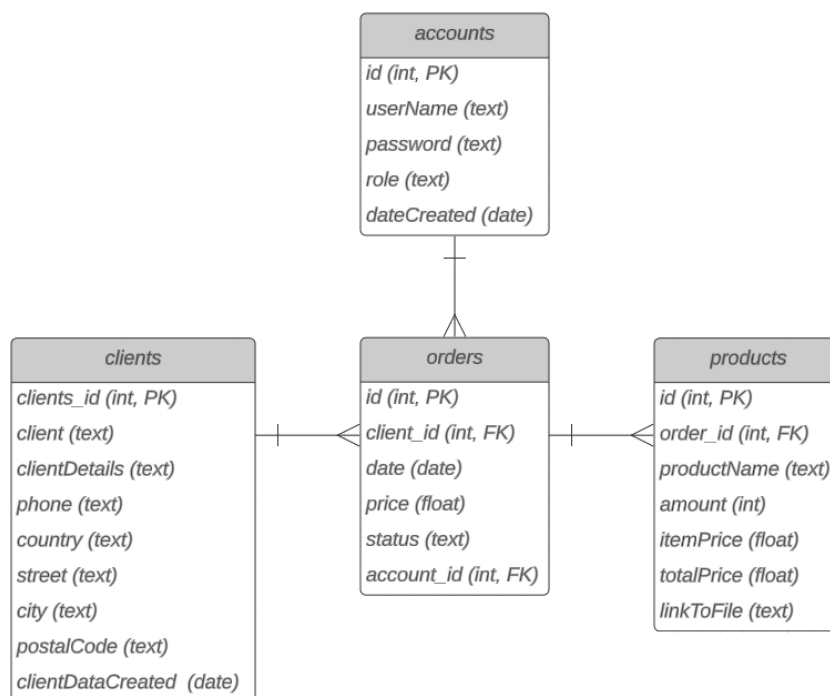 accounts
id (int, PK)
userName (text)
password (text)
role (text)
dateCreated (date)
clients
clients_id (int, PK)
client (text)
clientDetails (text)
phone (text)
country (text)
street (text)
city (text)
postalCode (text)
clientDataCreated (date)
orders
id (int, PK)
client_id (int, FK)
date (date)
price (float)
status (text)
account_id (int, FK)
products
id (int, PK)
order_id (int, FK)
productName (text)
amount (int)
itemPrice (float)
totalPrice (float)
linkToFile (text)